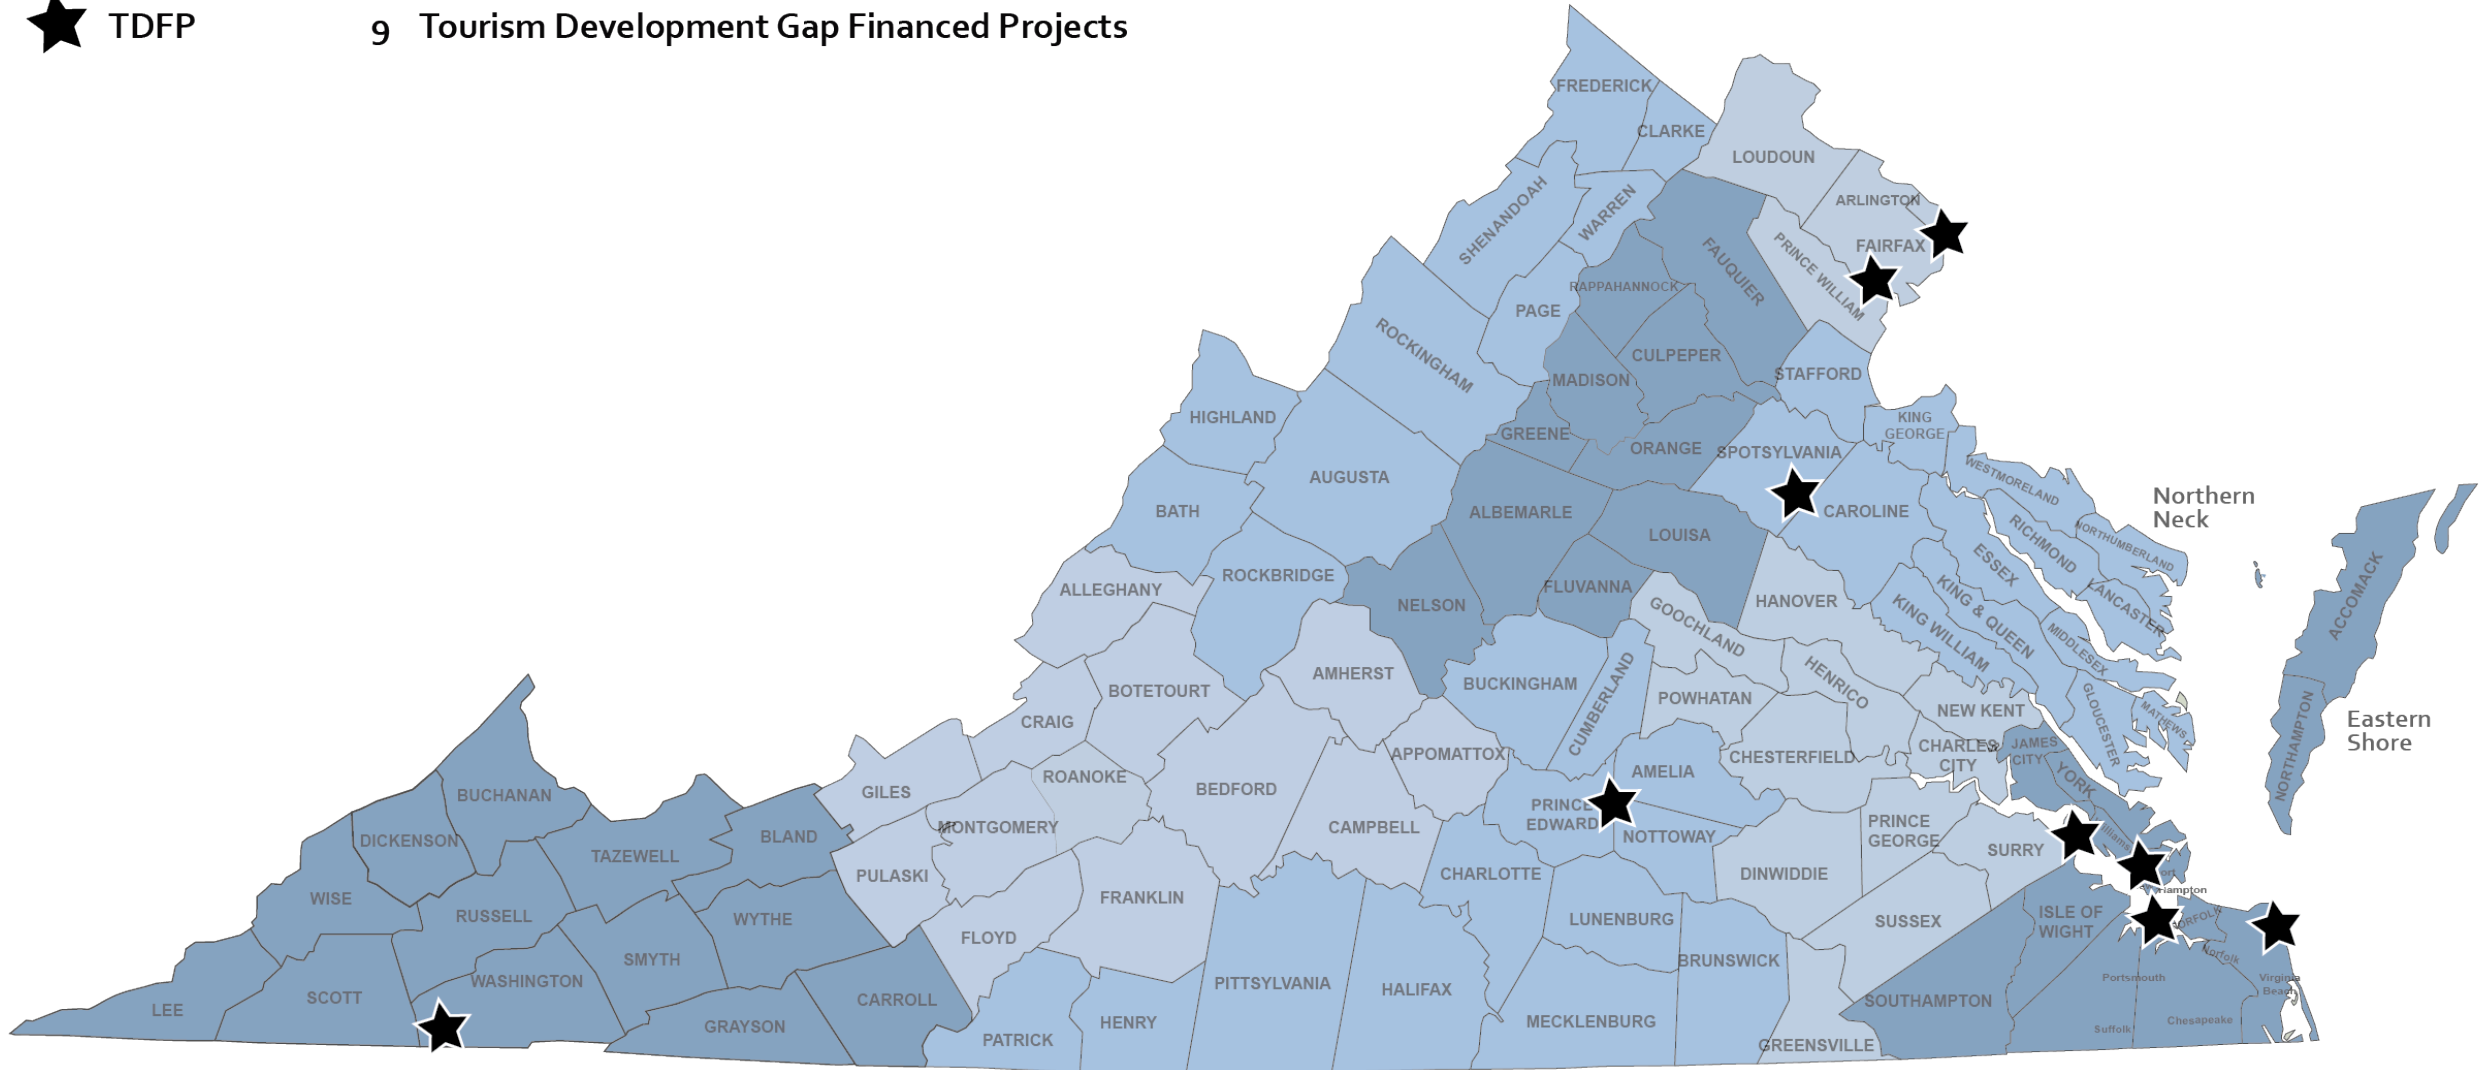 TDFP 9 Tourism Development Gap Financed Projects
FREDERICK
CLARKE
LOUDOUN
ARLINGTON
SHENANDOAH
WARREN
FAIRFAX
FAUQUIER
PRINCE WILLIAM
RAPPAHANNOCK
PAGE
ROCKINGHAM
CULPEPER
STAFFORD
MADISON
HIGHLAND
KING
GEORGE
GREENE
ORANGE
SPOTSYLVANIA
AUGUSTA
WESTMORELAND
Northern
Neck
BATH
ALBEMARLE
CAROLINE
LOUISA
RICHMOND
NORTHUMBERLAND
ESSEX
ROCKBRIDGE
ALLEGHANY
FLUVANNA
NELSON
HANOVER
KING & QUEEN
LANCASTER
ACCOMACK
GOOCHLAND
KING WILLIAM
MIDDLESEX
AMHERST
BUCKINGHAM
CUMBERLAND
HENRICO
BOTETOURT
POWHATAN
NEW KENT
GLOUCESTER
MATHEWS
Eastern
Shore
CRAIG
NORTHAMPTON
APPOMATTOX
CHESTERFIELD
CHARLES
CITY
JAMES
CITY
YORK
ROANOKE
AMELIA
GILES
BEDFORD
BUCHANAN
PRINCE
EDWARD
MONTGOMERY
CAMPBELL
NOTTOWAY
PRINCE
GEORGE
DICKENSON
BLAND
TAZEWELL
SURRY
PULASKI
CHARLOTTE
DINWIDDIE
WISE
FRANKLIN
Hampton
RUSSELL
WYTHE
LUNENBURG
SUSSEX
ISLE OF
WIGHT
NORFOLK
FLOYD
Norfolk
SMYTH
BRUNSWICK
WASHINGTON
PITTSYLVANIA
HALIFAX
Portsmouth
Virginia
Beach
SCOTT
CARROLL
SOUTHAMPTON
LEE
GRAYSON
HENRY
MECKLENBURG
Suffolk
Chesapeake
PATRICK
GREENSVILLE